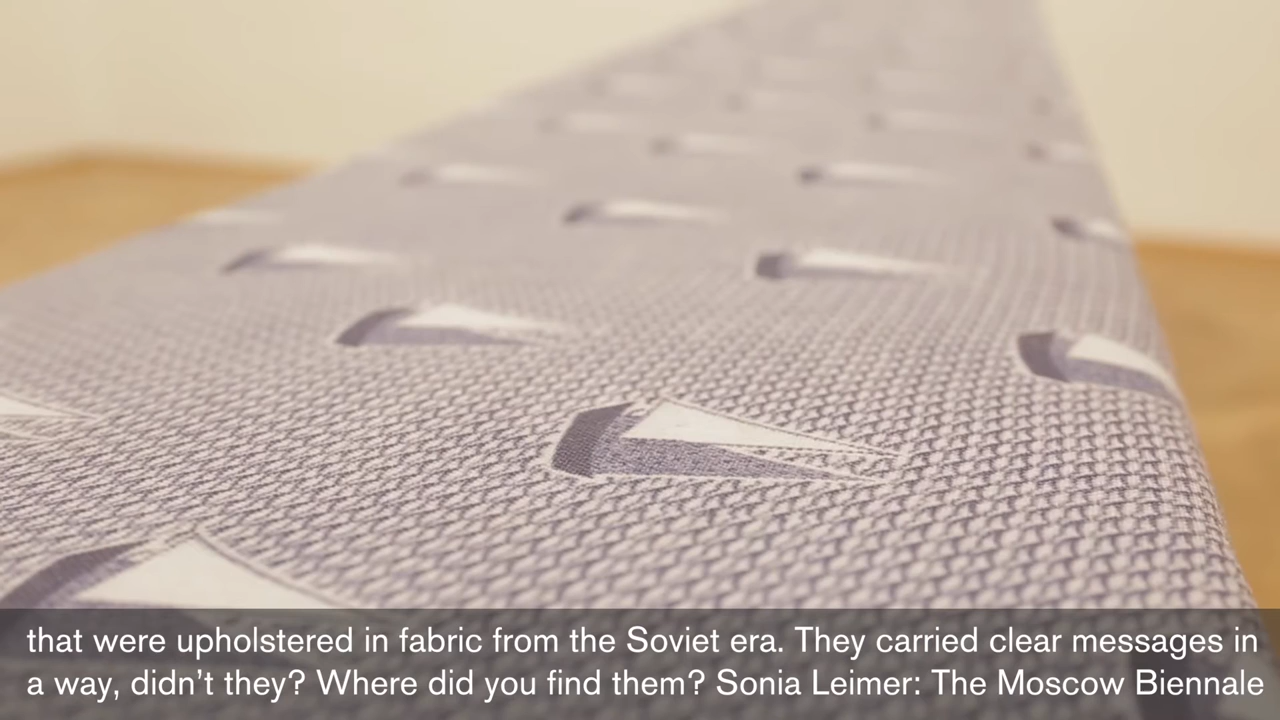 that were upholstered in fabric from the Soviet era. They carried clear messages in
a way, didn’t they? Where did you find them? Sonia Leimer: The Moscow Biennale